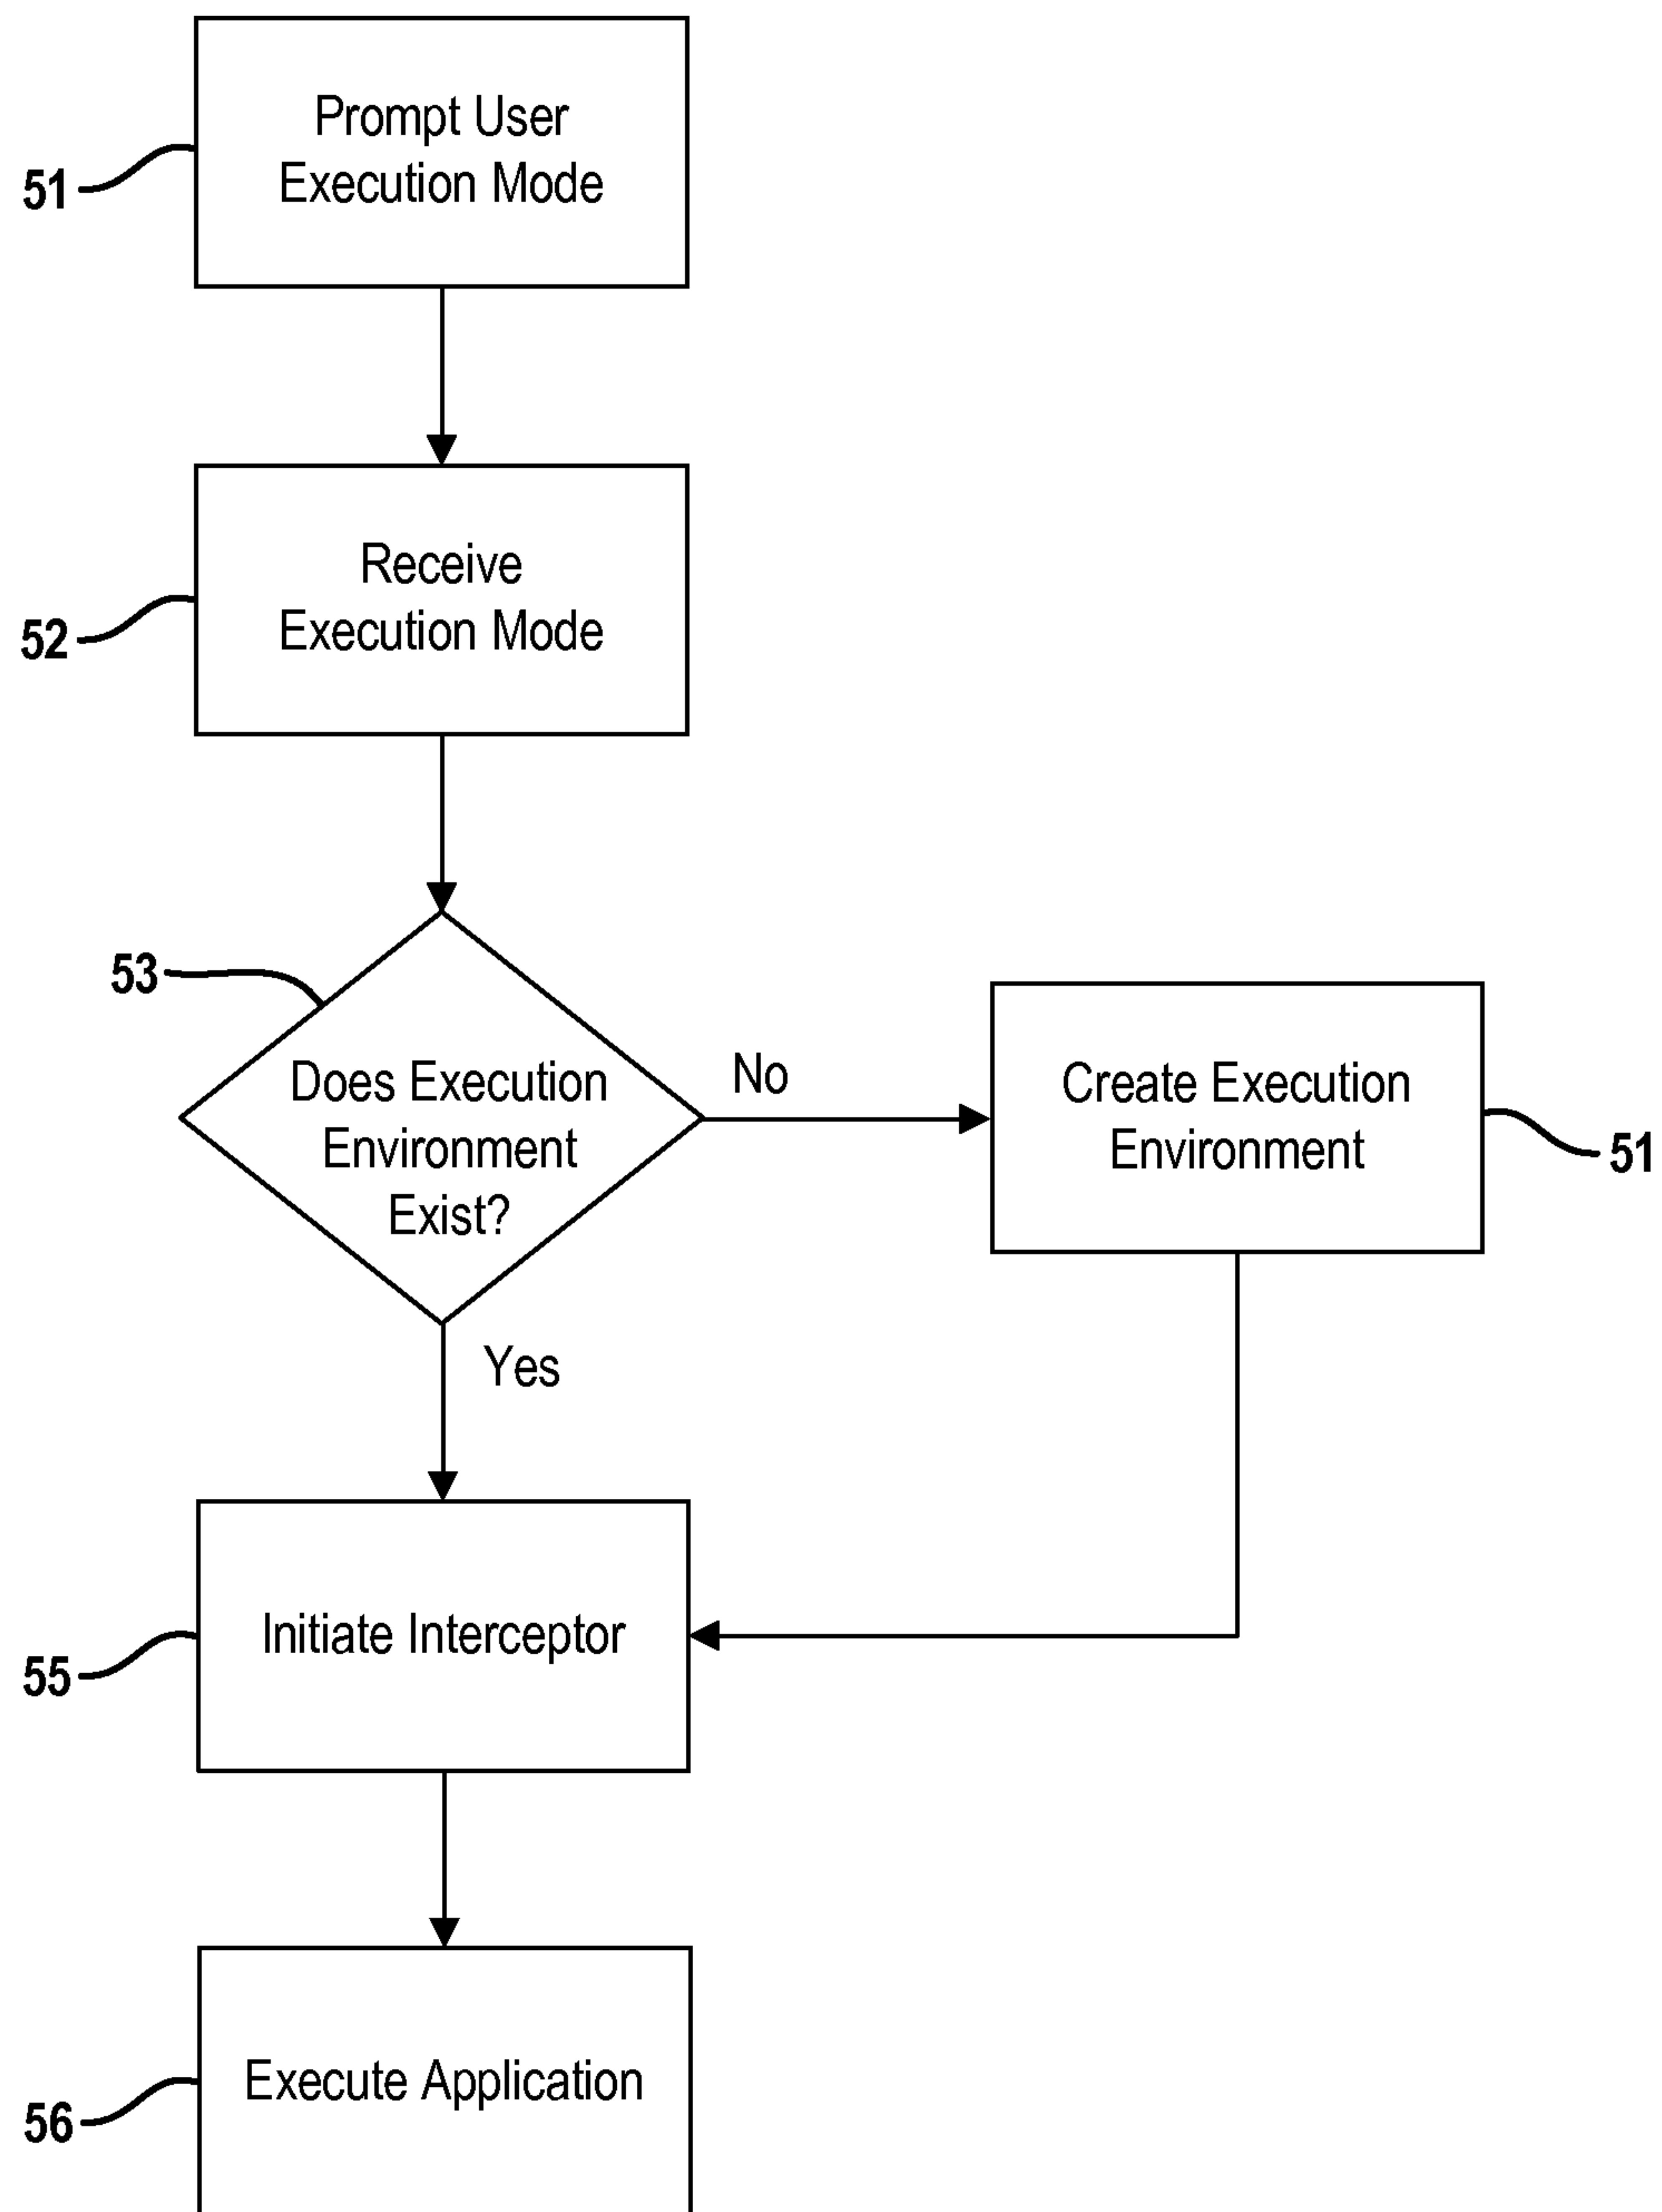 Prompt User
Execution Mode
51
Receive
Execution Mode
52
53
Does Execution
Environment
Exist?
No
Create Execution
Environment
51
Yes
Initiate Interceptor
55
Execute Application
56